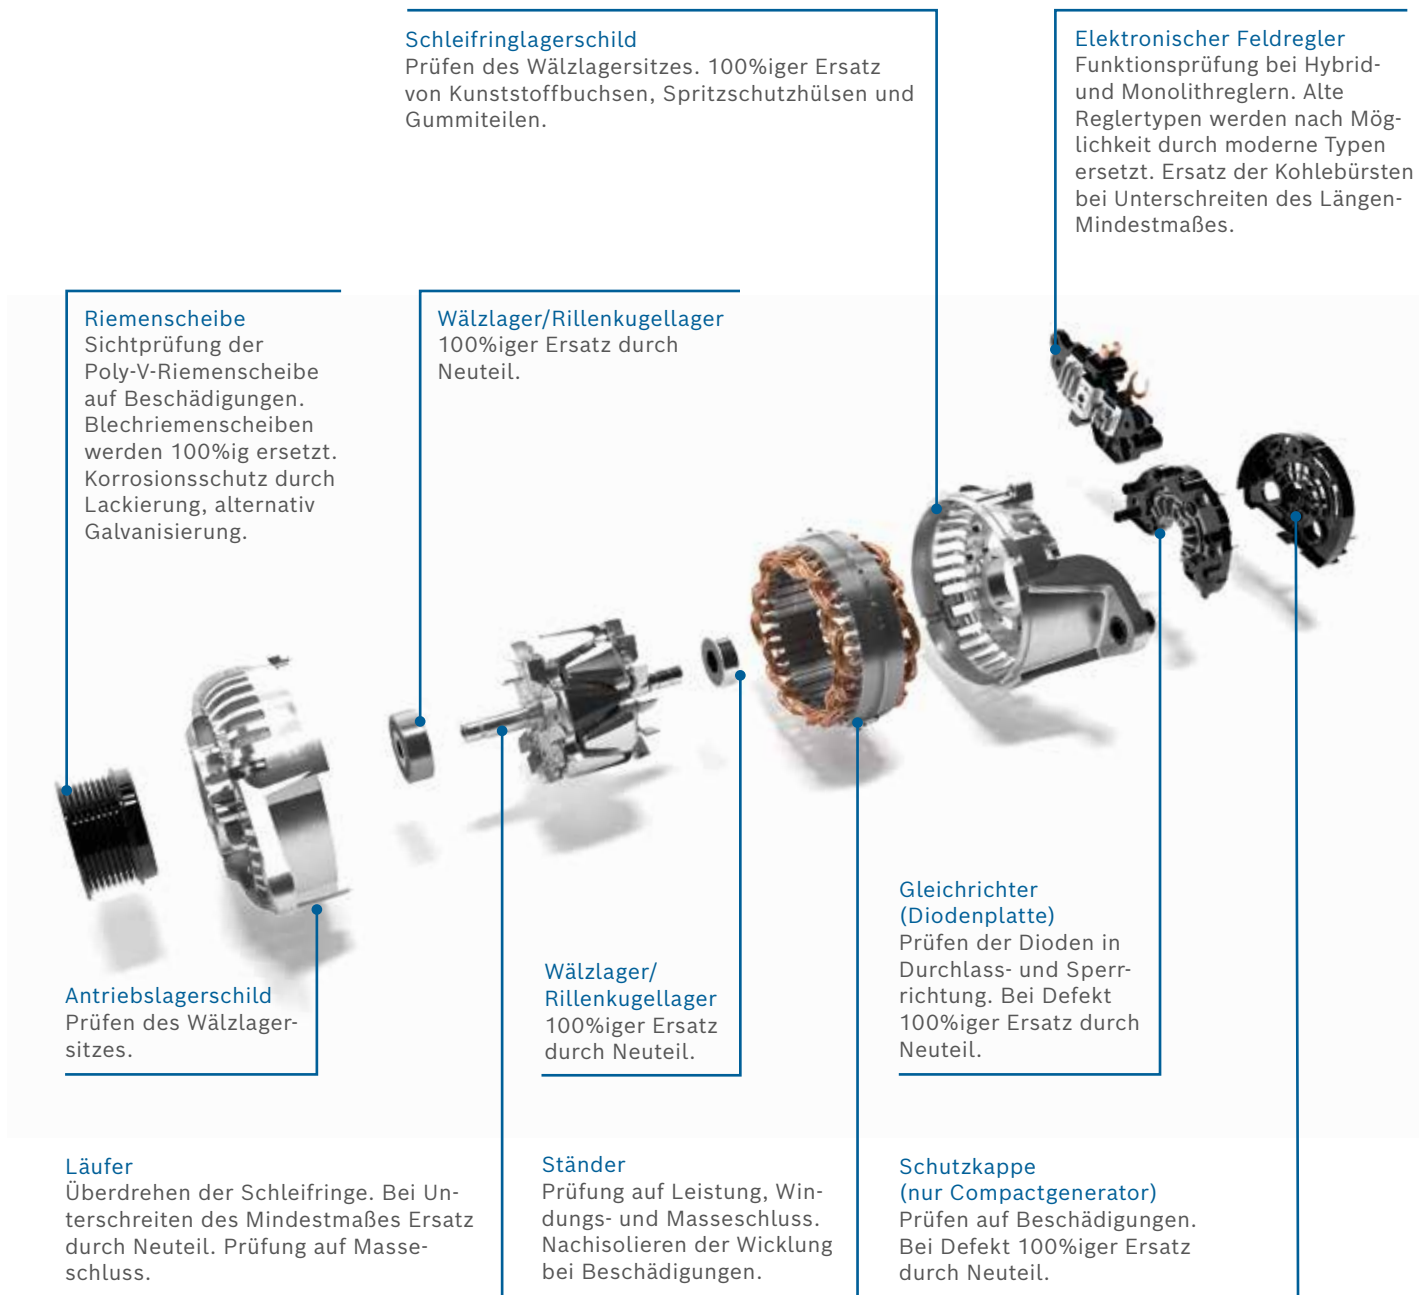 Schleifringlagerschild
Prüfen des Wälzlagersitzes. 100%iger Ersatz
von Kunststoffbuchsen, Spritzschutzhülsen und
Gummiteilen.
Elektronischer Feldregler
Funktionsprüfung bei Hybrid-
und Monolithreglern. Alte
Reglertypen werden nach Mög-
lichkeit durch moderne Typen
ersetzt. Ersatz der Kohlebürsten
bei Unterschreiten des Längen-
Mindestmaßes.
Riemenscheibe
Sichtprüfung der
Poly-V-Riemenscheibe
auf Beschädigungen.
Blechriemenscheiben
werden 100%ig ersetzt.
Korrosionsschutz durch
Lackierung, alternativ
Galvanisierung.
Wälzlager/Rillenkugellager
100%iger Ersatz durch
Neuteil.
Antriebslagerschild
Prüfen des Wälzlager-
sitzes.
Wälzlager/
Rillenkugellager
100%iger Ersatz
durch Neuteil.
Gleichrichter
(Diodenplatte)
Prüfen der Dioden in
Durchlass- und Sperr-
richtung. Bei Defekt
100%iger Ersatz durch
Neuteil.
Läufer
Überdrehen der Schleifringe. Bei Un-
terschreiten des Mindestmaßes Ersatz
durch Neuteil. Prüfung auf Masse-
schluss.
Ständer
Prüfung auf Leistung, Win-
dungs- und Masseschluss.
Nachisolieren der Wicklung
bei Beschädigungen.
Schutzkappe
(nur Compactgenerator)
Prüfen auf Beschädigungen.
Bei Defekt 100%iger Ersatz
durch Neuteil.